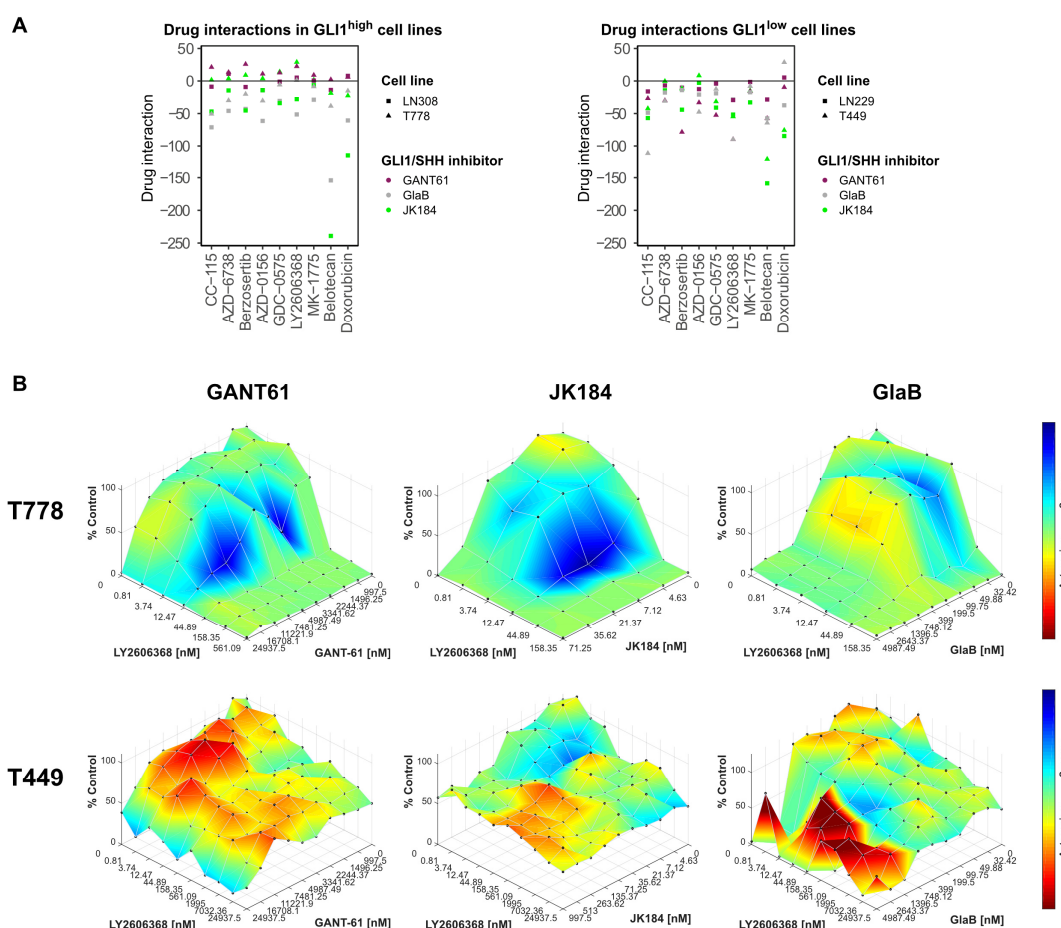 A
Drug interactions in GLI1high cell lines
Drug interactions GLI1low cell lines
Drug interaction
50
0
−50
−100
−150
−200
−250
CC−115
AZD−6738
Berzosertib
AZD−0156
GDC−0575
LY2606368
MK−1775
Belotecan
Doxorubicin
Cell line
LN308
T778
GLI1/SHH inhibitor
GANT61
GlaB
JK184
Drug interaction
50
0
−50
−100
−150
−200
−250
CC−115
AZD−6738
Berzosertib
AZD−0156
GDC−0575
LY2606368
MK−1775
Belotecan
Doxorubicin
Cell line
LN229
T449
GLI1/SHH inhibitor
GANT61
GlaB
JK184
B
GANT61
JK184
GlaB
T778
% Control
100
50
0
0
0.81
3.74
12.47
44.89
158.35
561.09
LY2606368 [nM]
0
997.5
1496.25
2244.37
3341.62
4987.49
7481.25
11221.9
16708.1
24937.5
GANT-61 [nM]
% Control
100
50
0
0
0.81
3.74
12.47
44.89
158.35
LY2606368 [nM]
0
4.63
7.12
21.37
35.62
71.25
JK184 [nM]
% Control
100
50
0
0
0.81
3.74
12.47
44.89
158.35
LY2606368 [nM]
0
32.42
49.88
99.75
199.5
399
748.12
1396.5
2643.37
4987.49
GlaB [nM]
T449
% Control
100
50
0
0
0.81
3.74
12.47
44.89
158.35
561.09
1995
7032.36
24937.5
LY2606368 [nM]
0
997.5
1496.25
2244.37
3341.62
4987.49
7481.25
11221.9
16708.1
24937.5
GANT-61 [nM]
% Control
100
50
0
0
0.81
3.74
12.47
44.89
158.35
561.09
1995
7032.36
24937.5
LY2606368 [nM]
0
4.63
7.12
21.37
35.62
71.25
135.37
263.62
513
997.5
JK184 [nM]
% Control
100
50
0
0
0.81
3.74
12.47
44.89
158.35
561.09
1995
7032.36
24937.5
LY2606368 [nM]
0
32.42
49.88
99.75
199.5
399
748.12
1396.5
2643.37
4987.49
GlaB [nM]